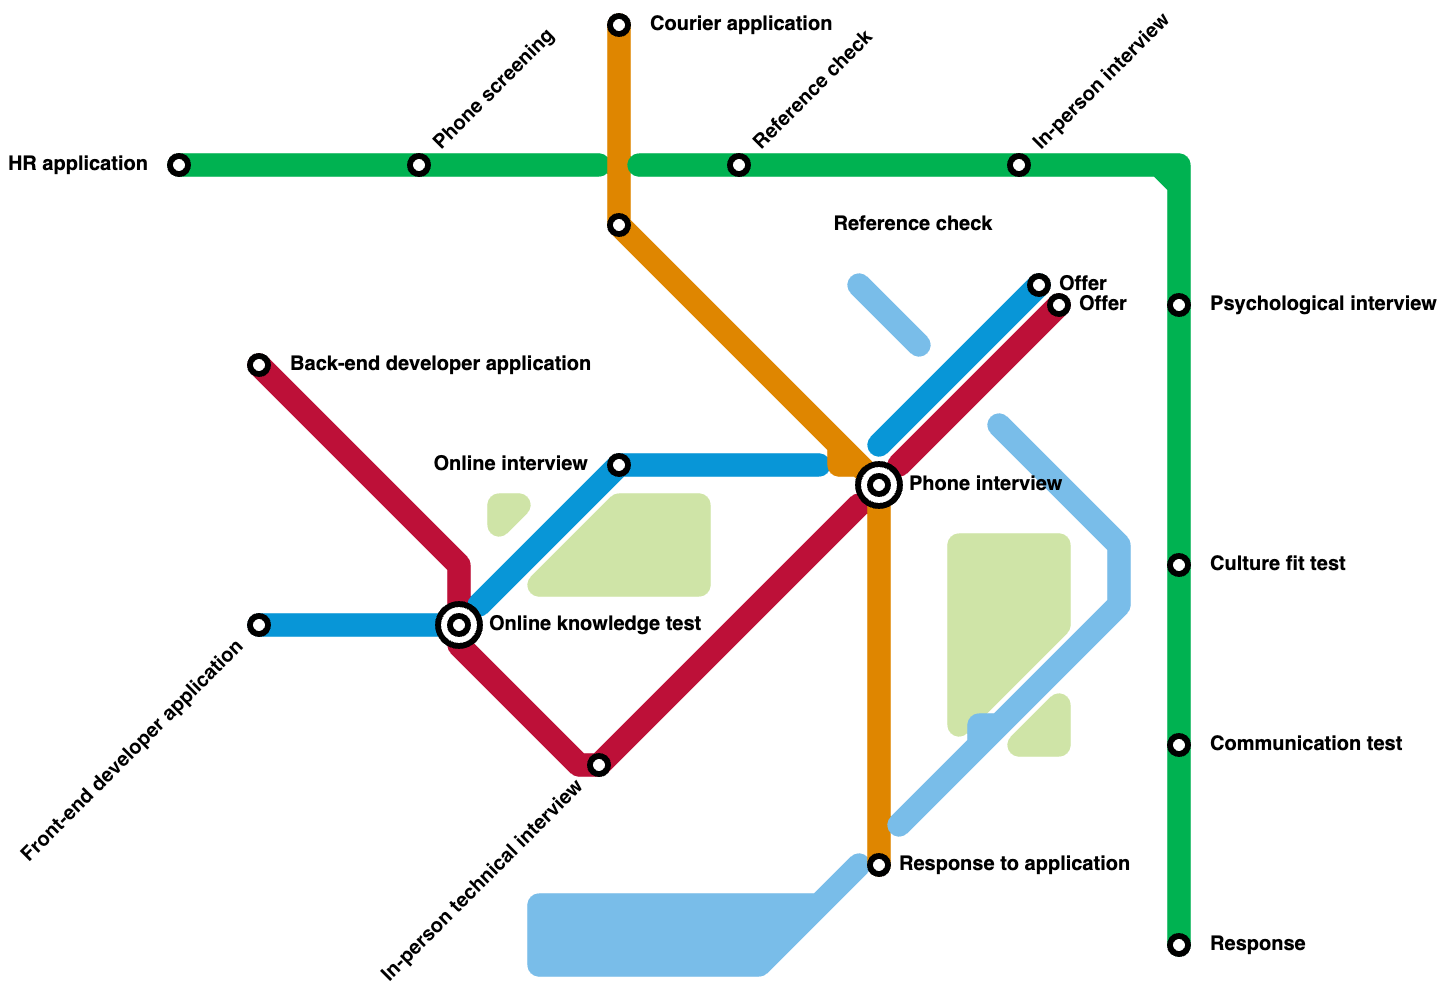 Courier application
Phone screening
Reference check
In-person interview
HR application
Reference check
Offer
Offer
Psychological interview
Back-end developer application
Online interview
Phone interview
Culture fit test
Online knowledge test
Front-end developer application
Communication test
In-person technical interview
Response to application
Response